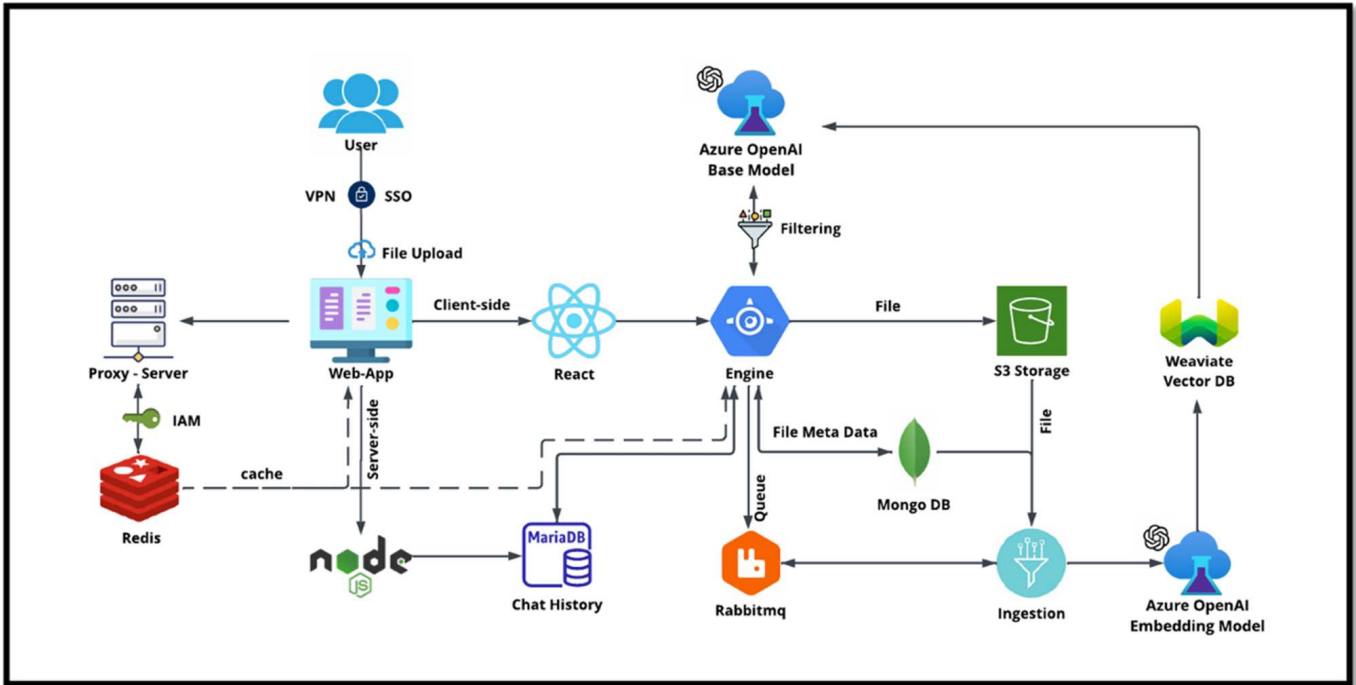 User
VPN
SSO
File Upload
Azure OpenAI
Base Model
Filtering
Client-side
File
Proxy - Server
Web-App
React
Engine
S3 Storage
Weaviate
Vector DB
IAM
Server-side
File Meta Data
File
cache
Queue
Mongo DB
Redis
node
JS
MariaDB
Chat History
Rabbitmq
Ingestion
Azure OpenAI
Embedding Model